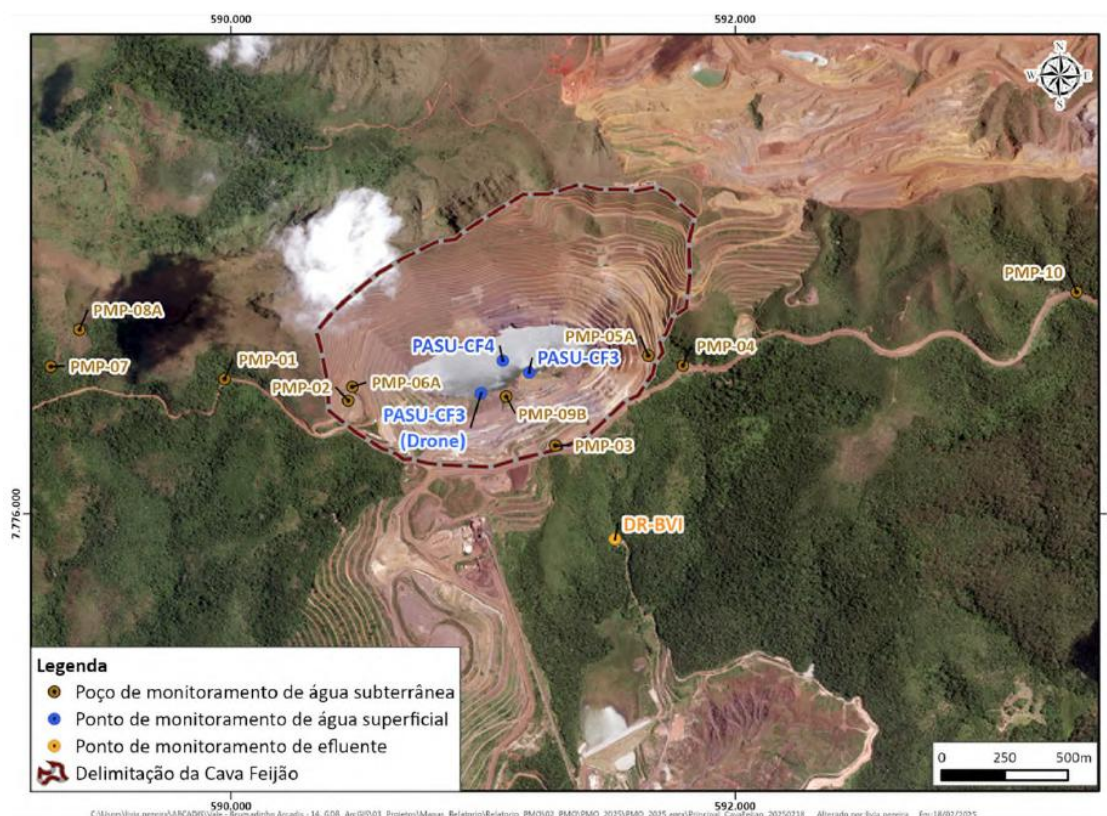 590.000
592.000
N
W E
S
PMP-10
PMP-08A
PMP-05A
PASU-CF4
PASU-CF3
PMP-04
PMP-07
PMP-01
PMP-06A
PMP-02
PASU-CF3
(Drone)
PMP-09B
PMP-03
7.776.000
DR-BVI
Legenda
Poço de monitoramento de água subterrânea
Ponto de monitoramento de água superficial
Ponto de monitoramento de efluente
Delimitação da Cava Feijão
0 250 500m
590.000
592.000